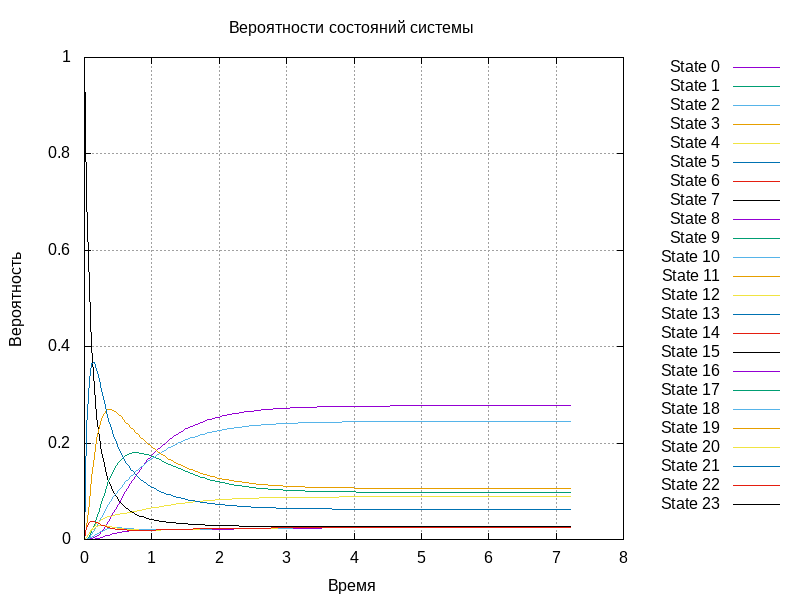 Вероятности состояний системы
Вероятность
1
0.8
0.6
0.4
0.2
0
0 1 2 3 4 5 6 7 8
Время
State 0
State 1
State 2
State 3
State 4
State 5
State 6
State 7
State 8
State 9
State 10
State 11
State 12
State 13
State 14
State 15
State 16
State 17
State 18
State 19
State 20
State 21
State 22
State 23